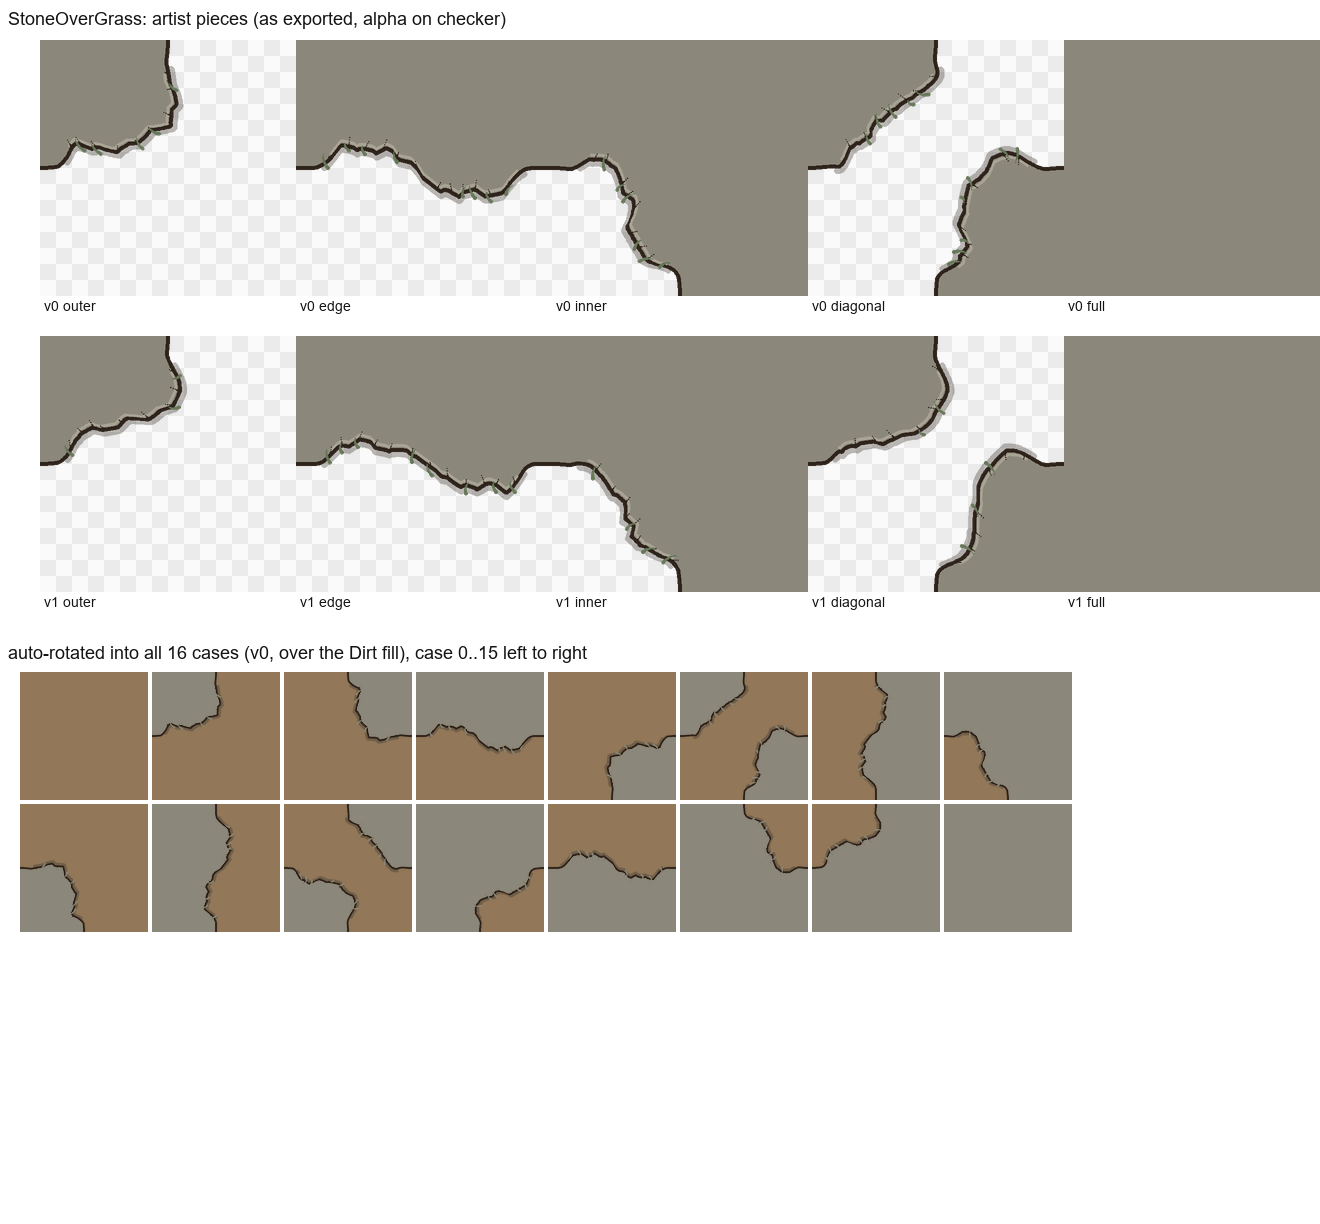 StoneOverGrass: artist pieces (as exported, alpha on checker)
v0 outer
v0 edge
v0 inner
v0 diagonal
v0 full
v1 outer
v1 edge
v1 inner
v1 diagonal
v1 full
auto-rotated into all 16 cases (v0, over the Dirt fill), case 0..15 left to right